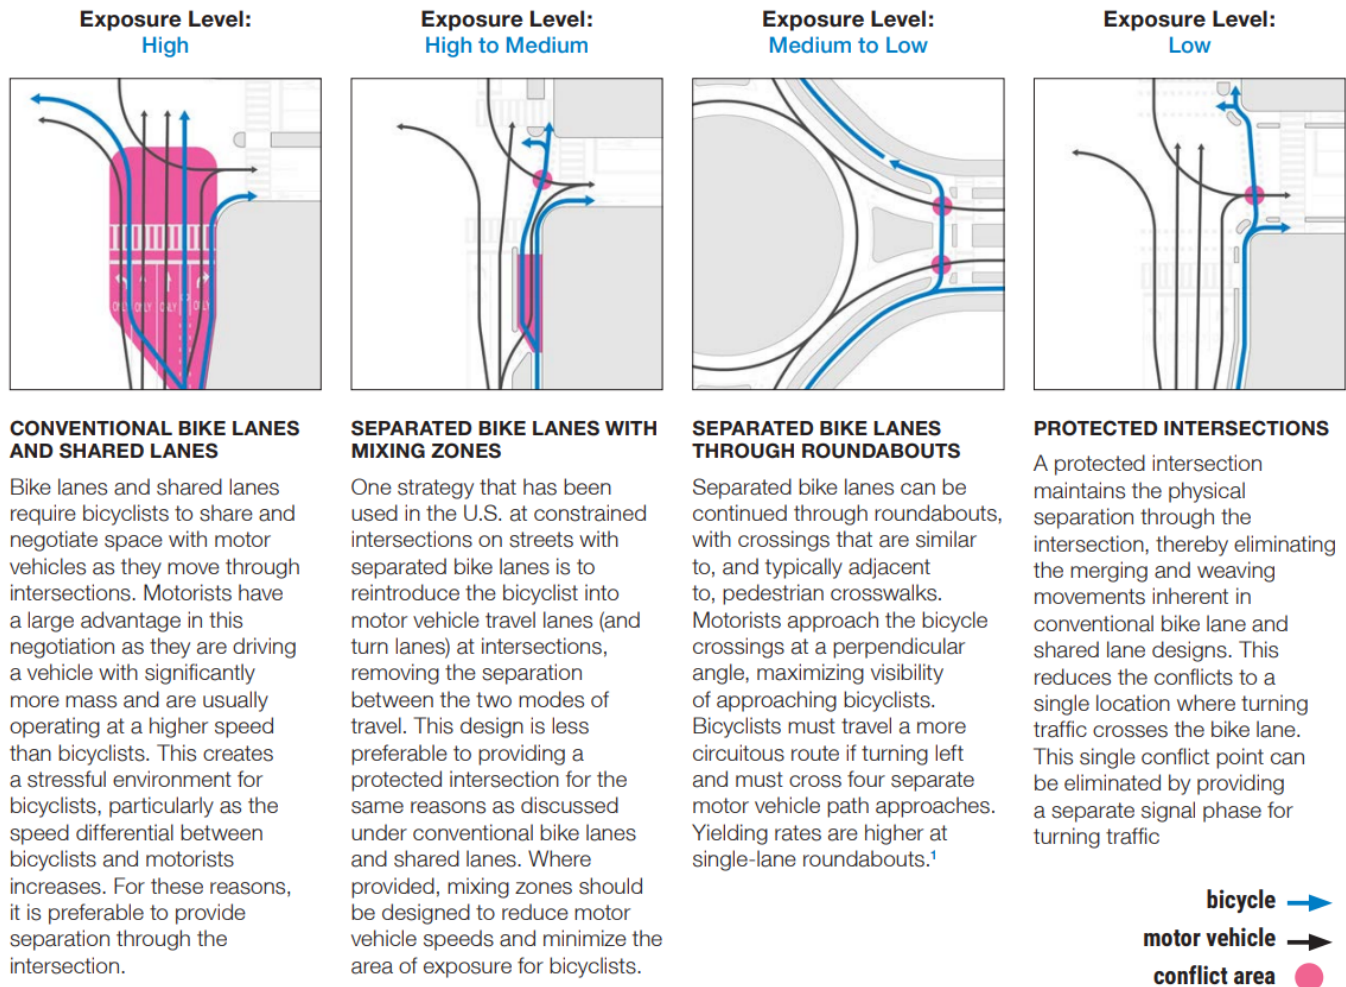 Exposure Level:
High
CONVENTIONAL BIKE LANES
AND SHARED LANES
Bike lanes and shared lanes
require bicyclists to share and
negotiate space with motor
vehicles as they move through
intersections. Motorists have
a large advantage in this
negotiation as they are driving
a vehicle with significantly
more mass and are usually
operating at a higher speed
than bicyclists. This creates
a stressful environment for
bicyclists, particularly as the
speed differential between
bicyclists and motorists
increases. For these reasons,
it is preferable to provide
separation through the
intersection.
Exposure Level:
High to Medium
SEPARATED BIKE LANES WITH
MIXING ZONES
One strategy that has been
used in the U.S. at constrained
intersections on streets with
separated bike lanes is to
reintroduce the bicyclist into
motor vehicle travel lanes (and
turn lanes) at intersections,
removing the separation
between the two modes of
travel. This design is less
preferable to providing a
protected intersection for the
same reasons as discussed
under conventional bike lanes
and shared lanes. Where
provided, mixing zones should
be designed to reduce motor
vehicle speeds and minimize the
area of exposure for bicyclists.
Exposure Level:
Medium to Low
SEPARATED BIKE LANES
THROUGH ROUNDABOUTS
Separated bike lanes can be
continued through roundabouts,
with crossings that are similar
to, and typically adjacent
to, pedestrian crosswalks.
Motorists approach the bicycle
crossings at a perpendicular
angle, maximizing visibility
of approaching bicyclists.
Bicyclists must travel a more
circuitous route if turning left
and must cross four separate
motor vehicle path approaches.
Yielding rates are higher at
single-lane roundabouts.1
Exposure Level:
Low
PROTECTED INTERSECTIONS
A protected intersection
maintains the physical
separation through the
intersection, thereby eliminating
the merging and weaving
movements inherent in
conventional bike lane and
shared lane designs. This
reduces the conflicts to a
single location where turning
traffic crosses the bike lane.
This single conflict point can
be eliminated by providing
a separate signal phase for
turning traffic
bicycle
motor vehicle
conflict area